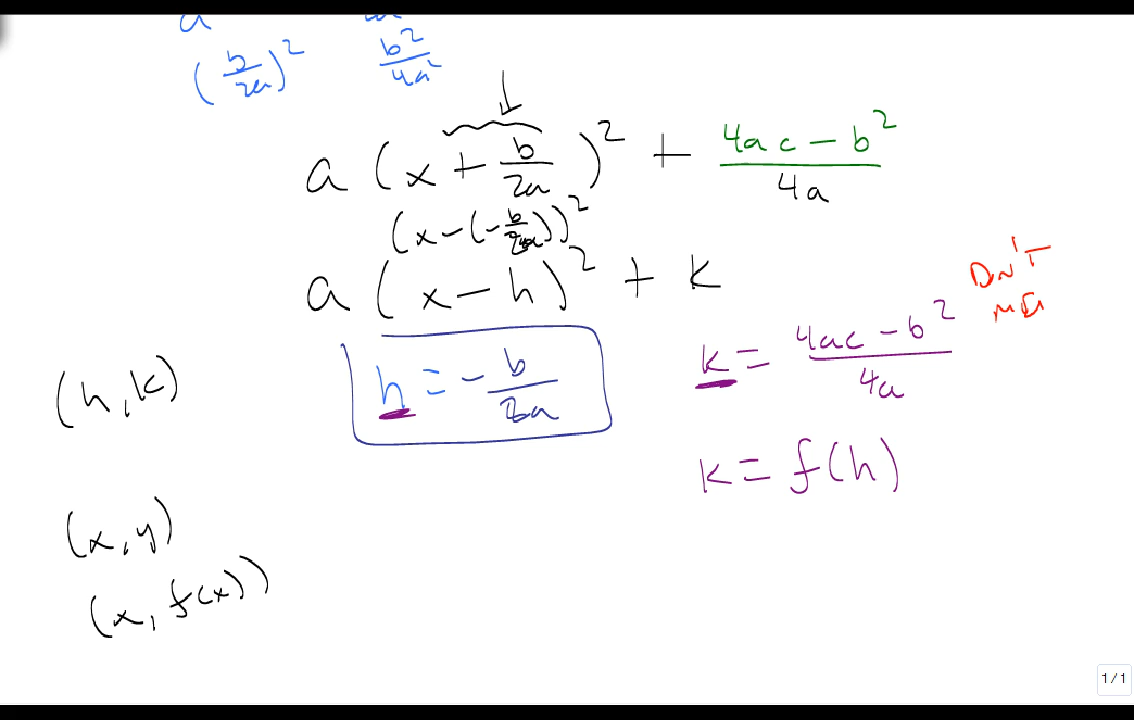 a
(b/2a)² b²/4a²
a (x + b/2a)² + (4ac - b²)/4a
(x-(-b/2a))²
a (x - h)² + k
DON'T
h = - b/2a
k = (4ac - b²)/4a
(h, k)
k = f(h)
(x, y)
(x, f(x))
1/1